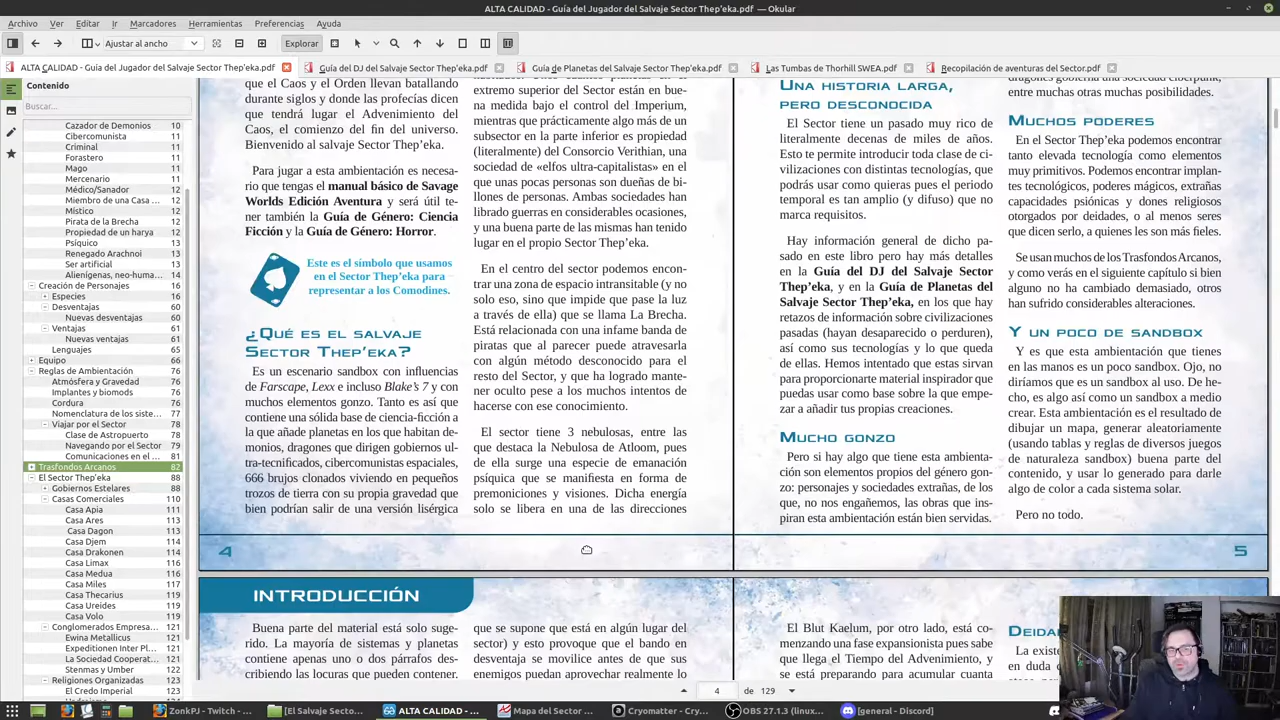 ALTA CALIDAD - Guía del Jugador del Salvaje Sector Thep'eka.pdf — Okular
Archivo Ver Editar Ir Marcadores Herramientas Preferencias Ayuda
Ajustar al ancho
Explorar
ALTA CALIDAD - Guía del Jugador del Salvaje Sector Thep'eka.pdf
Guía del DJ del Salvaje Sector Thep'eka.pdf
Guía de Planetas del Salvaje Sector Thep'eka.pdf
Las Tumbas de Thorhill SWEA.pdf
Recopilación de aventuras del Sector.pdf
Contenido
Buscar...
Cazador de Demonios 10
Cibercomunista 11
Criminal 11
Forastero 11
Mago 11
Mercenario 11
Médico/Sanador 12
Miembro de una Casa ... 12
Místico 12
Pirata de la Brecha 12
Propiedad de un harya 12
Psíquico 13
Renegado Arachnoi 13
Ser artificial 13
Alienígenas, neo-huma... 14
Creación de Personajes 16
Especies 16
Desventajas 60
Nuevas desventajas 60
Ventajas 61
Nuevas ventajas 61
Lenguajes 65
Equipo 66
Reglas de Ambientación 76
Atmósfera y Gravedad 76
Implantes y biomods 76
Cordura 76
Nomenclatura de los siste... 77
Viajar por el Sector 78
Clase de Astropuerto 78
Navegando por el Sector 79
Comunicaciones en el ... 81
Trasfondos Arcanos 82
El Sector Thep'eka 88
Gobiernos Estelares 88
Casas Comerciales 110
Casa Apia 111
Casa Ares 113
Casa Dagon 114
Casa Djem 114
Casa Drakonen 114
Casa Limax 116
Casa Medua 116
Casa Miles 117
Casa Thecarius 119
Casa Ureides 119
Casa Volo 119
Conglomerados Empresa... 121
Ewina Metallicus 121
Expeditionen Inter Pl... 121
La Sociedad Cooperat... 121
Stenmas y Umber 122
Religiones Organizadas 123
El Credo Imperial 123
que el Caos y el Orden llevan batallando
durante siglos y donde las profecías dicen
que tendrá lugar el Advenimiento del
Caos, el comienzo del fin del universo.
Bienvenido al salvaje Sector Thep'eka.
Para jugar a esta ambientación es necesa-
rio que tengas el manual básico de Savage
Worlds Edición Aventura y será útil te-
ner también la Guía de Género: Ciencia
Ficción y la Guía de Género: Horror.
Este es el símbolo que usamos
en el Sector Thep'eka para
representar a los Comodines.
¿Qué es el salvaje
Sector Thep'eka?
Es un escenario sandbox con influencias
de Farscape, Lexx e incluso Blake's 7 y con
muchos elementos gonzo. Tanto es así que
contiene una sólida base de ciencia-ficción a
la que añade planetas en los que habitan de-
monios, dragones que dirigen gobiernos ul-
tra-tecnificados, cibercomunistas espaciales,
666 brujos clonados viviendo en pequeños
trozos de tierra con su propia gravedad que
bien podrían salir de una versión lisérgica
extremo superior del Sector están en bue-
na medida bajo el control del Imperium,
mientras que prácticamente algo más de un
subsector en la parte inferior es propiedad
(literalmente) del Consorcio Verithian, una
sociedad de «elfos ultra-capitalistas» en el
que unas pocas personas son dueñas de bi-
llones de personas. Ambas sociedades han
librado guerras en considerables ocasiones,
y una buena parte de las mismas han tenido
lugar en el propio Sector Thep'eka.
En el centro del sector podemos encon-
trar una zona de espacio intransitable (y no
solo eso, sino que impide que pase la luz
a través de ella) que se llama La Brecha.
Está relacionada con una infame banda de
piratas que al parecer puede atravesarla
con algún método desconocido para el
resto del Sector, y que ha logrado mante-
ner oculto pese a los muchos intentos de
hacerse con ese conocimiento.
El sector tiene 3 nebulosas, entre las
que destaca la Nebulosa de Atloom, pues
de ella surge una especie de emanación
psíquica que se manifiesta en forma de
premoniciones y visiones. Dicha energía
solo se libera en una de las direcciones
4
Una historia larga,
pero desconocida
El Sector tiene un pasado muy rico de
literalmente decenas de miles de años.
Esto te permite introducir toda clase de ci-
vilizaciones con distintas tecnologías, que
podrás usar como quieras pues el periodo
temporal es tan amplio (y difuso) que no
marca requisitos.
Hay información general de dicho pa-
sado en este libro pero hay más detalles
en la Guía del DJ del Salvaje Sector
Thep'eka, y en la Guía de Planetas del
Salvaje Sector Thep'eka, en los que hay
retazos de información sobre civilizaciones
pasadas (hayan desaparecido o perduren),
así como sus tecnologías y lo que queda
de ellas. Hemos intentado que estas sirvan
para proporcionarte material inspirador que
puedas usar como base sobre la que empe-
zar a añadir tus propias creaciones.
Mucho gonzo
Pero si hay algo que tiene esta ambienta-
ción son elementos propios del género gon-
zo: personajes y sociedades extrañas, de los
que, no nos engañemos, las obras que ins-
piran esta ambientación están bien servidas.
entre muchas otras muchas posibilidades.
Muchos poderes
En el Sector Thep'eka podemos encontrar
tanto elevada tecnología como elementos
muy primitivos. Podemos encontrar implan-
tes tecnológicos, poderes mágicos, extrañas
capacidades psiónicas y dones religiosos
otorgados por deidades, o al menos seres
que dicen serlo, a quienes les son más fieles.
Se usan muchos de los Trasfondos Arcanos,
y como verás en el siguiente capítulo si bien
alguno no ha cambiado demasiado, otros
han sufrido considerables alteraciones.
Y un poco de sandbox
Y es que esta ambientación que tienes
en las manos es un poco sandbox. Ojo, no
diríamos que es un sandbox al uso. De he-
cho, es algo así como un sandbox a medio
crear. Esta ambientación es el resultado de
dibujar un mapa, generar aleatoriamente
(usando tablas y reglas de diversos juegos
de naturaleza sandbox) buena parte del
contenido, y usar lo generado para darle
algo de color a cada sistema solar.
Pero no todo.
5
Introducción
Buena parte del material está solo suge-
rido. La mayoría de sistemas y planetas
contiene apenas uno o dos párrafos des-
cribiendo las locuras que pueden contener.
que se supone que está en algún lugar del
sector) y esto provoque que el bando en
desventaja se movilice antes de que sus
enemigos puedan aprovechar realmente lo
El Blut Kaelum, por otro lado, está co-
menzando una fase expansionista pues sabe
que llega el Tiempo del Advenimiento, y
se está preparando para acumular cuanta
Deida
La existe
en duda
4 de 129
ZonkPJ - Twitch - ...
[El Salvaje Secto...
ALTA CALIDAD - ...
Mapa del Sector ...
Cryomatter - Cryo...
OBS 27.1.3 (linux...
[general - Discord]